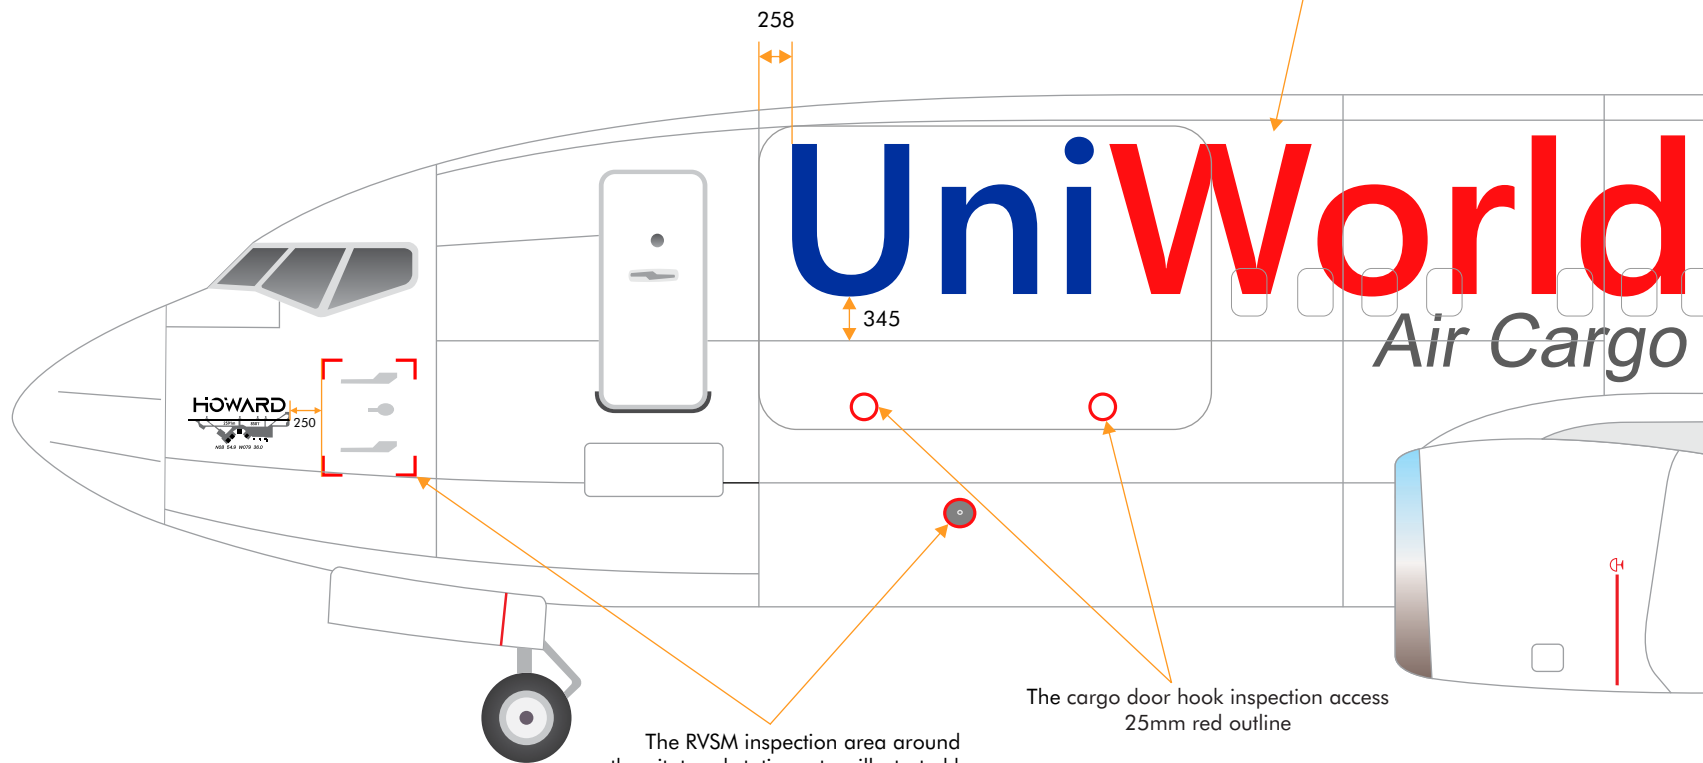 258
UniWorld
345
Air Cargo
HOWARD
250
The cargo door hook inspection access
25mm red outline
The RVSM inspection area around